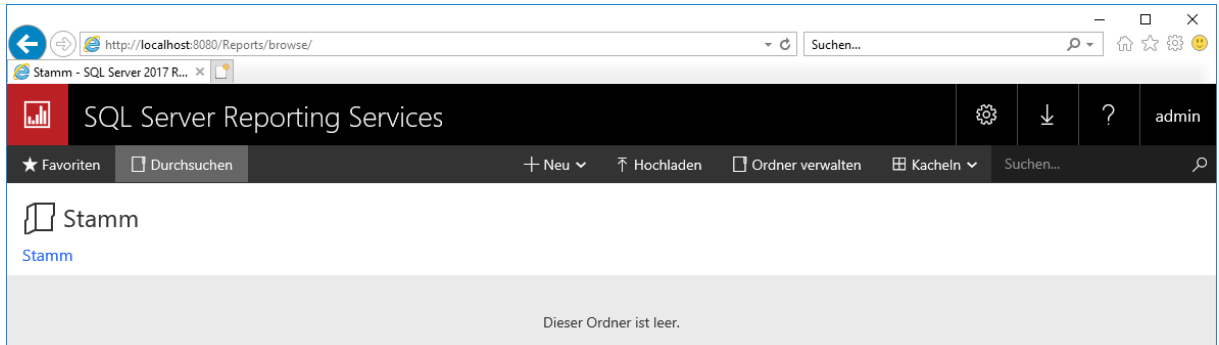 http://localhost:8080/Reports/browse/
Suchen...
Stamm - SQL Server 2017 R...
SQL Server Reporting Services
?
admin
Favoriten
Durchsuchen
Neu
Hochladen
Ordner verwalten
Kacheln
Suchen...
Stamm
Stamm
Dieser Ordner ist leer.